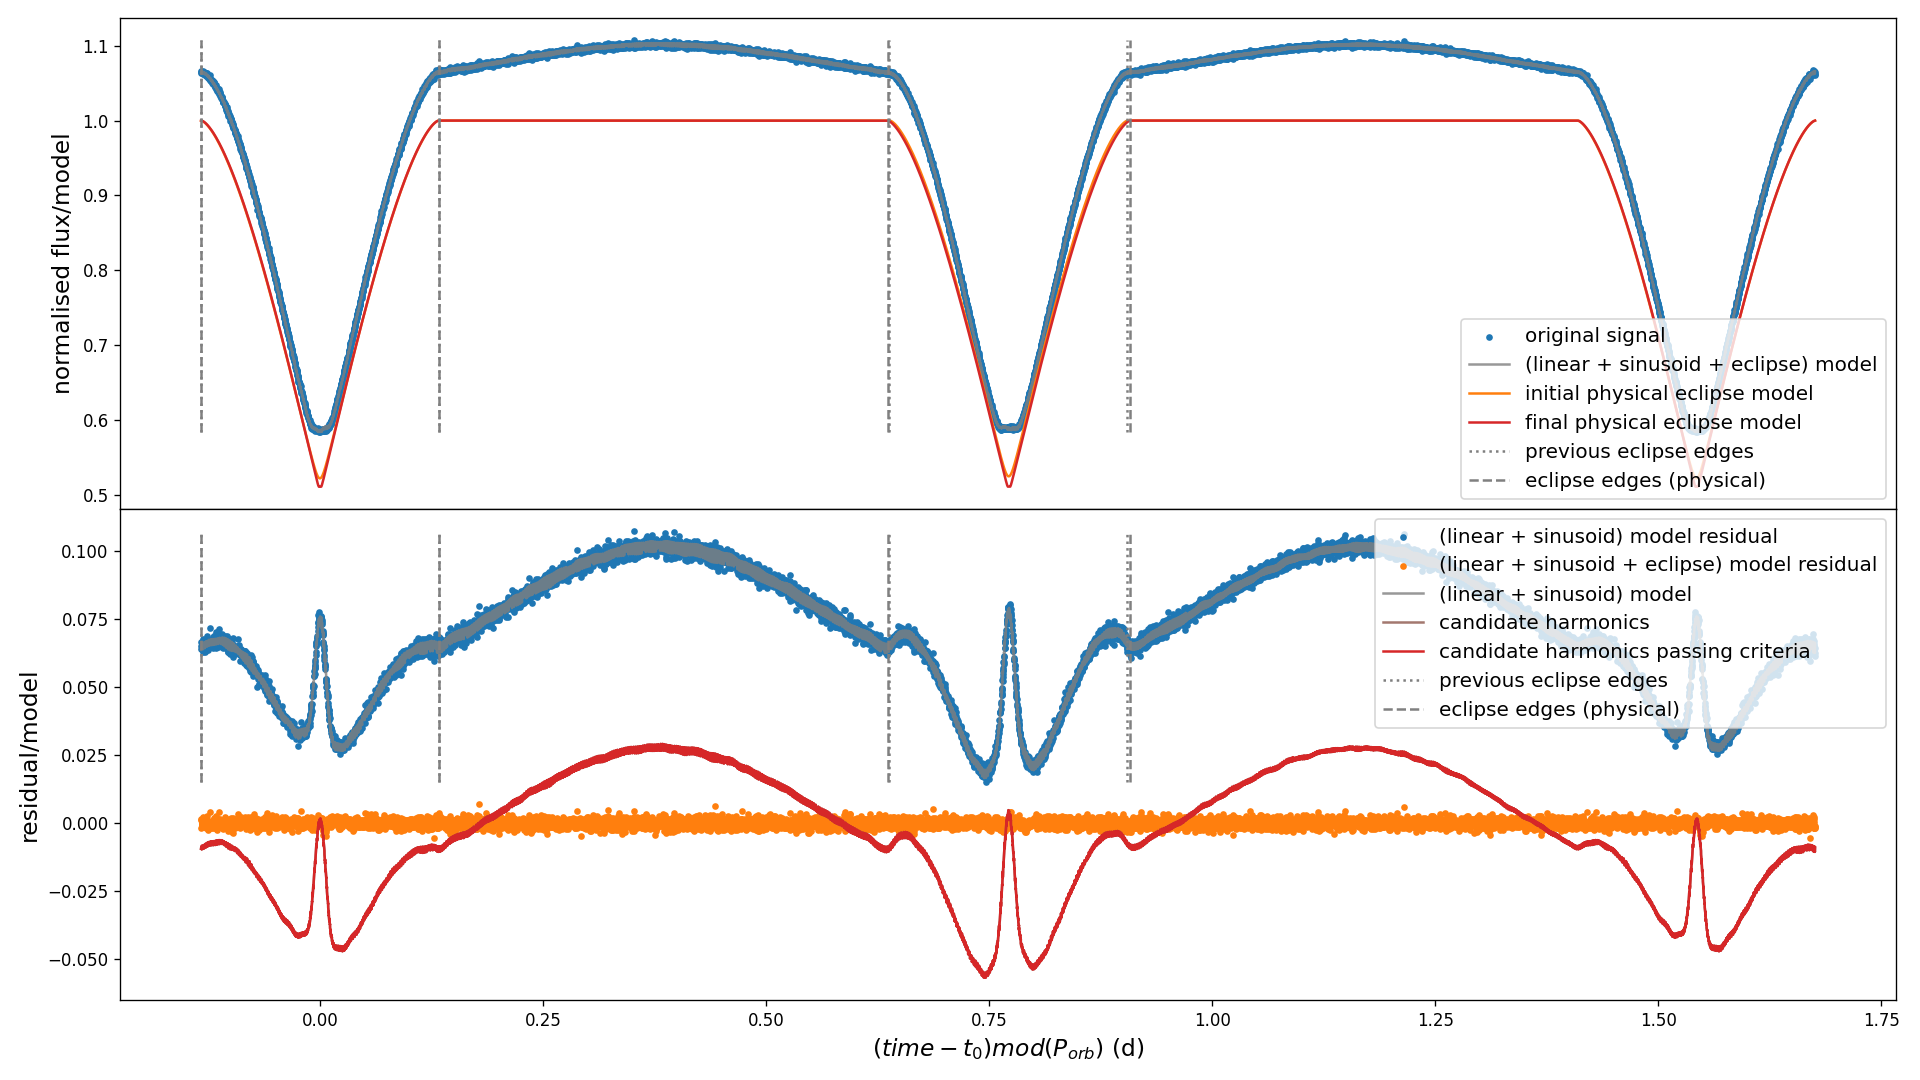 1.1
1.0
0.9
0.8
0.7
0.6
0.5
normalised flux/model
original signal
(linear + sinusoid + eclipse) model
initial physical eclipse model
final physical eclipse model
previous eclipse edges
eclipse edges (physical)
0.100
0.075
0.050
0.025
0.000
−0.025
−0.050
residual/model
(linear + sinusoid) model residual
(linear + sinusoid + eclipse) model residual
(linear + sinusoid) model
candidate harmonics
candidate harmonics passing criteria
previous eclipse edges
eclipse edges (physical)
0.00 0.25 0.50 0.75 1.00 1.25 1.50 1.75
(time − t₀)mod(P_orb) (d)